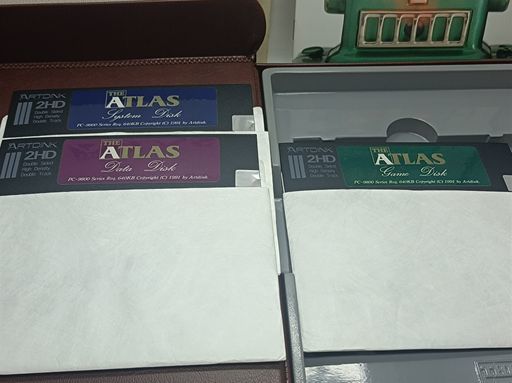 ARTDINK
2HD
Double Sided
High Density
Double Track
THE
ATLAS
System Disk
PC-9800 Series Req. 640KB Copyright (C) 1991 by Artdink.
ARTDINK
2HD
Double Sided
High Density
Double Track
THE
ATLAS
Data Disk
PC-9800 Series Req. 640KB Copyright (C) 1991 by Artdink.
ARTDINK
2HD
Double Sided
High Density
Double Track
THE
ATLAS
Game Disk
PC-9800 Series Req. 640KB Copyright (C) 1991 by Artdink.